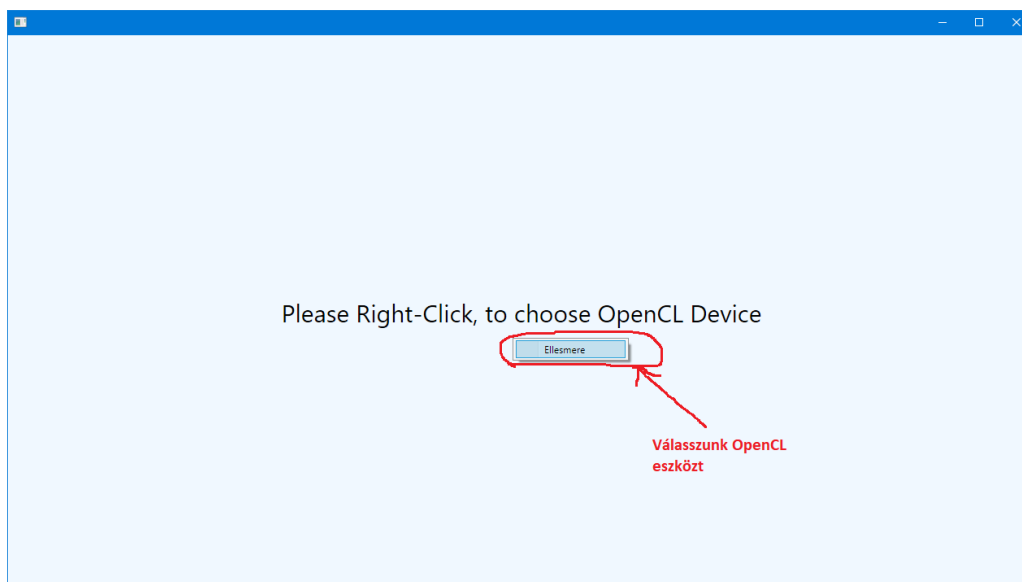 Please Right-Click, to choose OpenCL Device
Ellesmere
Válasszunk OpenCL
eszközt